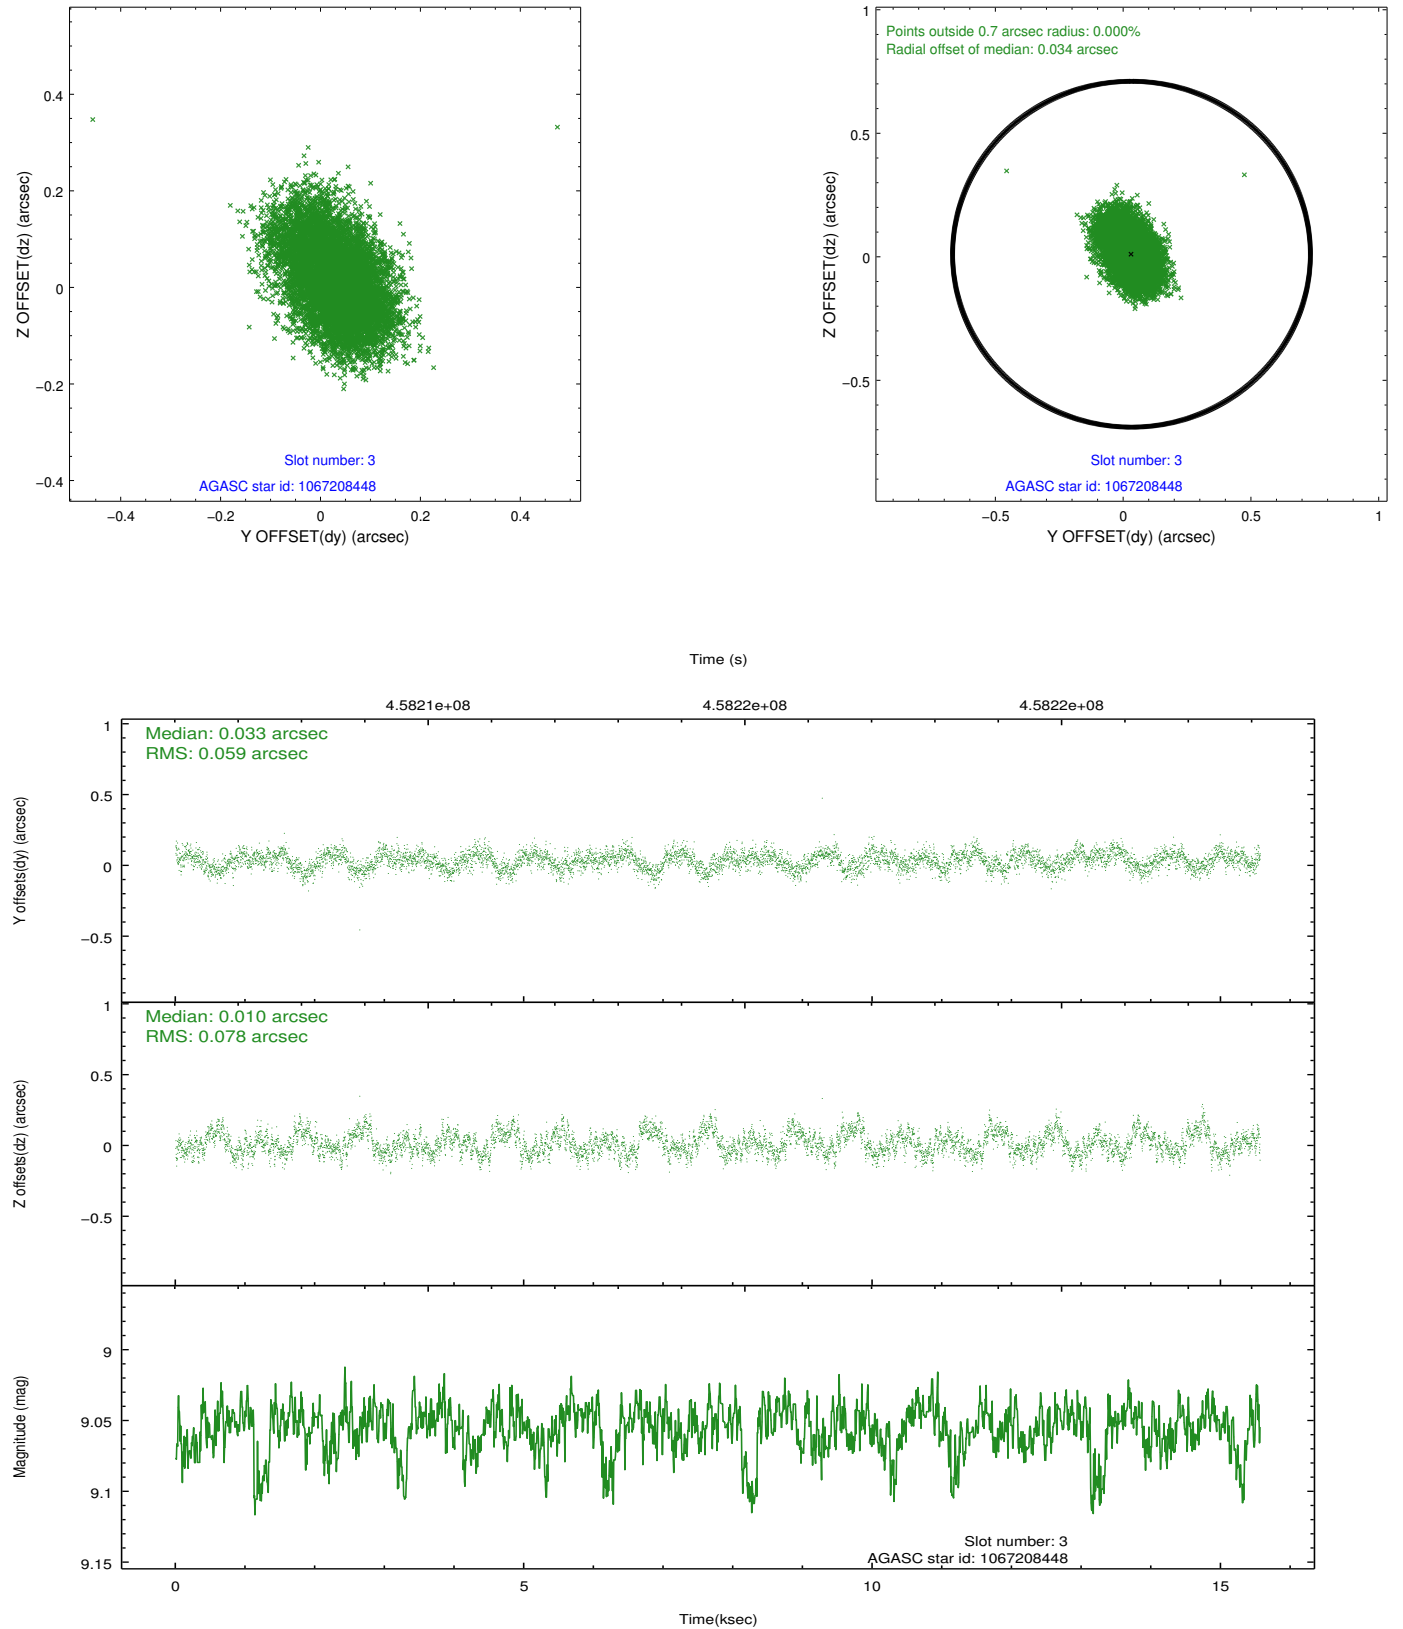 0.4
0.2
0
−0.2
−0.4
Z OFFSET(dz) (arcsec)
Slot number: 3
AGASC star id: 1067208448
−0.4 −0.2 0 0.2 0.4
Y OFFSET(dy) (arcsec)
Points outside 0.7 arcsec radius: 0.000%
Radial offset of median: 0.034 arcsec
1
0.5
0
−0.5
Z OFFSET(dz) (arcsec)
Slot number: 3
AGASC star id: 1067208448
−0.5 0 0.5 1
Y OFFSET(dy) (arcsec)
Time (s)
4.5821e+08 4.5822e+08 4.5822e+08
Median: 0.033 arcsec
RMS: 0.059 arcsec
1
0.5
0
−0.5
Y offsets(dy) (arcsec)
Median: 0.010 arcsec
RMS: 0.078 arcsec
1
0.5
0
−0.5
Z offsets(dz) (arcsec)
9
9.05
9.1
9.15
Magnitude (mag)
Slot number: 3
AGASC star id: 1067208448
0 5 10 15
Time(ksec)